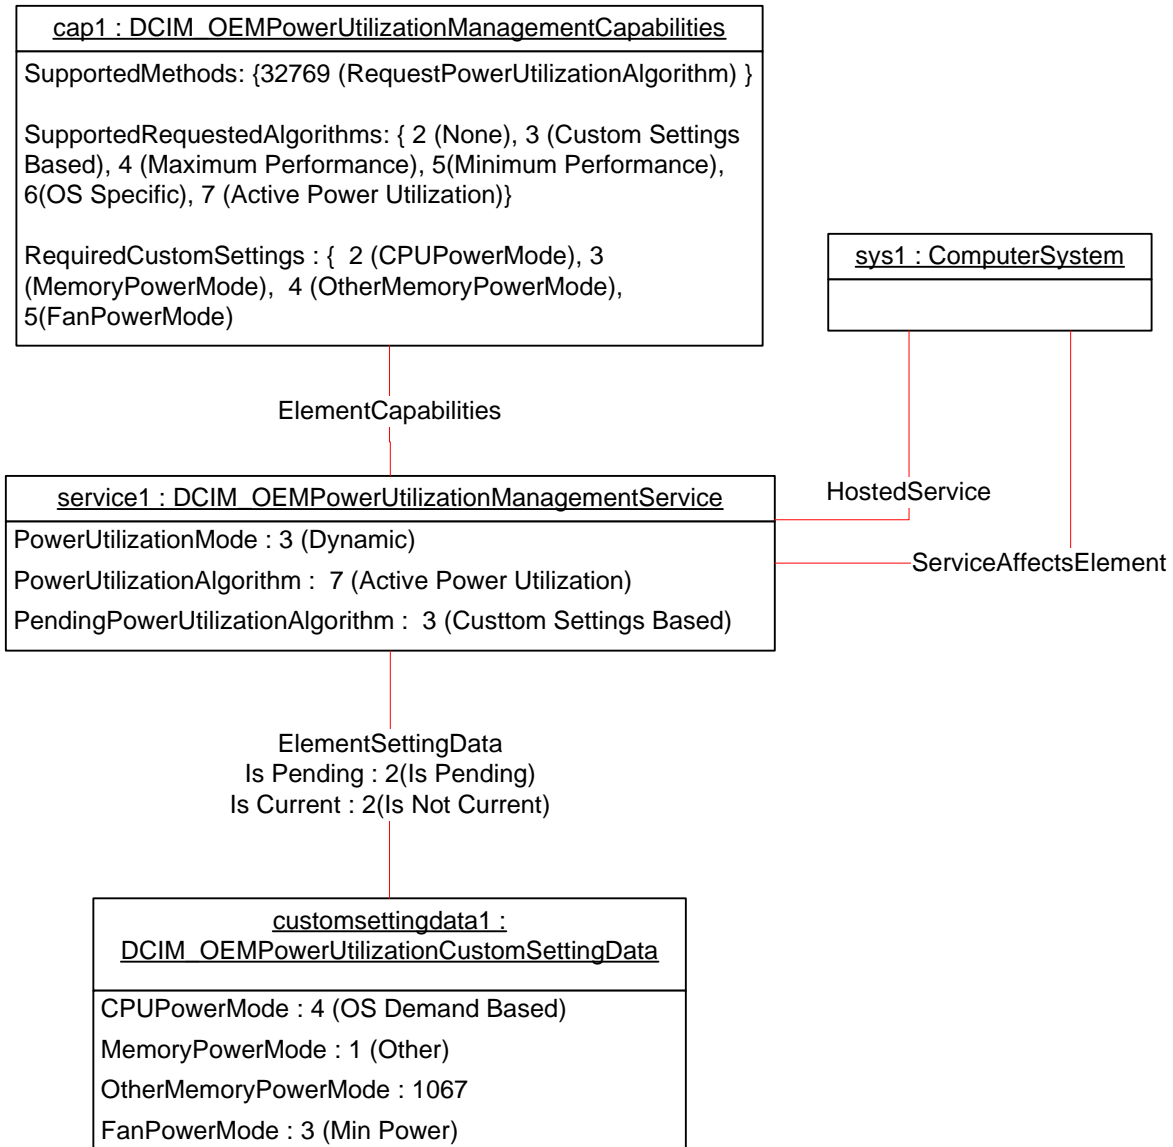 cap1 : DCIM_OEMPowerUtilizationManagementCapabilities
SupportedMethods: {32769 (RequestPowerUtilizationAlgorithm) }
SupportedRequestedAlgorithms: { 2 (None), 3 (Custom Settings
Based), 4 (Maximum Performance), 5(Minimum Performance),
6(OS Specific), 7 (Active Power Utilization)}
RequiredCustomSettings : {  2 (CPUPowerMode), 3
(MemoryPowerMode),  4 (OtherMemoryPowerMode),
5(FanPowerMode)
sys1 : ComputerSystem
ElementCapabilities
service1 : DCIM_OEMPowerUtilizationManagementService
PowerUtilizationMode : 3 (Dynamic)
PowerUtilizationAlgorithm :  7 (Active Power Utilization)
PendingPowerUtilizationAlgorithm :  3 (Custtom Settings Based)
HostedService
ServiceAffectsElement
ElementSettingData
Is Pending : 2(Is Pending)
Is Current : 2(Is Not Current)
customsettingdata1 :
DCIM_OEMPowerUtilizationCustomSettingData
CPUPowerMode : 4 (OS Demand Based)
MemoryPowerMode : 1 (Other)
OtherMemoryPowerMode : 1067
FanPowerMode : 3 (Min Power)